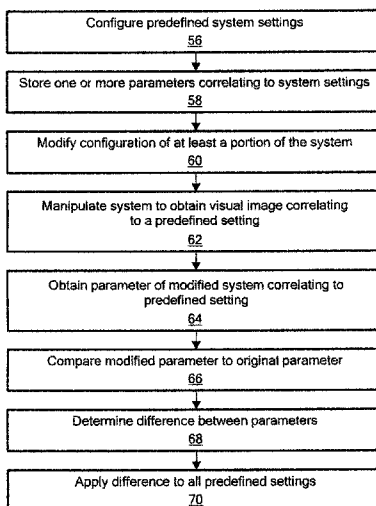 Configure predefined system settings
56
Store one or more parameters correlating to system settings
58
Modify configuration of at least a portion of the system
60
Manipulate system to obtain visual image correlating
to a predefined setting
62
Obtain parameter of modified system correlating to
predefined setting
64
Compare modified parameter to original parameter
66
Determine difference between parameters
68
Apply difference to all predefined settings
70